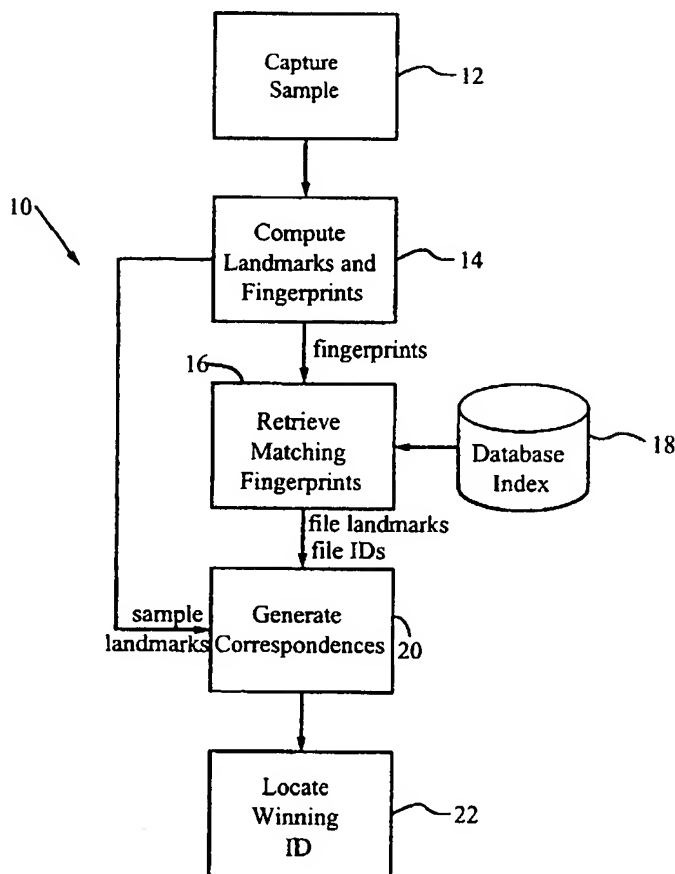 Capture
Sample
12
10
Compute
Landmarks and
Fingerprints
14
fingerprints
16
Retrieve
Matching
Fingerprints
Database
Index
18
file landmarks
file IDs
sample
landmarks
Generate
Correspondences
20
Locate
Winning
ID
22